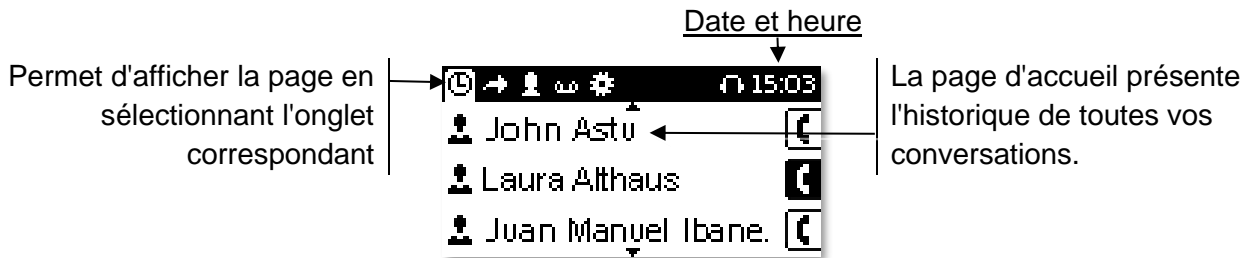 Date et heure
Permet d'afficher la page en
sélectionnant l'onglet
correspondant
15:03
John Astu
Laura Althaus
Juan Manuel Ibane.
La page d'accueil présente
l'historique de toutes vos
conversations.